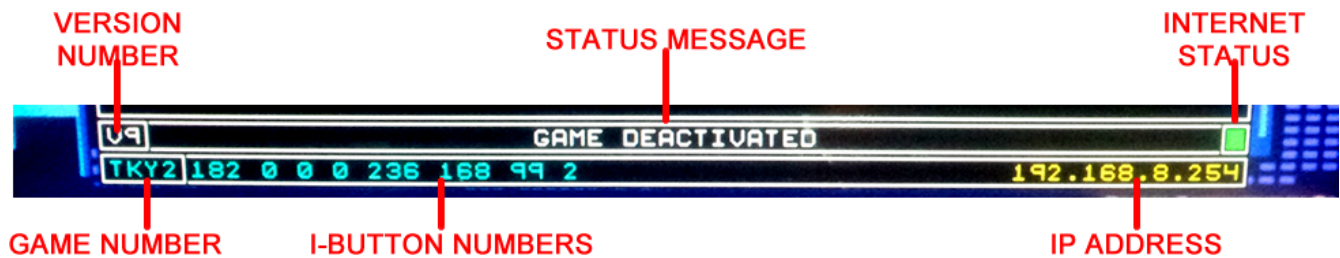 VERSION
NUMBER
STATUS MESSAGE
INTERNET
STATUS
V9
GAME DEACTIVATED
TKY2 182 0 0 0 236 168 99 2
192.168.8.254
GAME NUMBER
I-BUTTON NUMBERS
IP ADDRESS